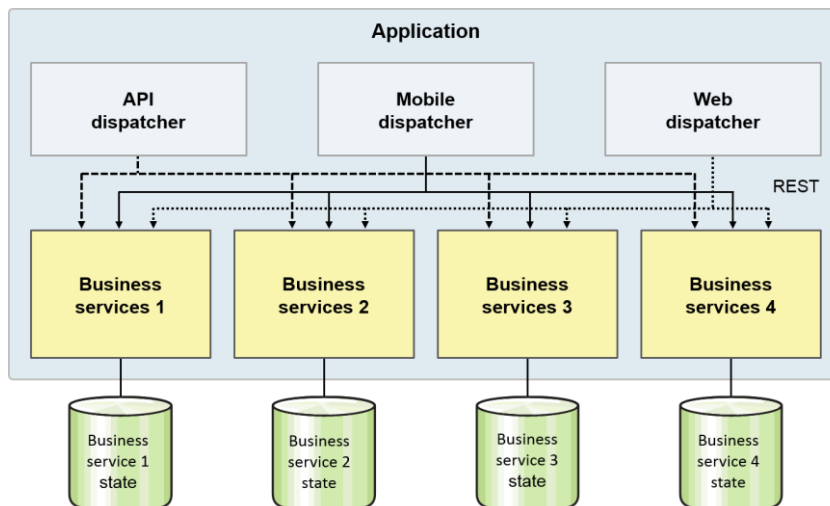 Application
API
dispatcher
Mobile
dispatcher
Web
dispatcher
REST
Business
services 1
Business
services 2
Business
services 3
Business
services 4
Business
service 1
state
Business
service 2
state
Business
service 3
state
Business
service 4
state